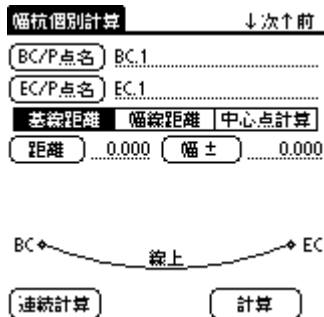 幅杭個別計算 ↓次↑前
BC/P点名 BC.1
EC/P点名 EC.1
基線距離 幅線距離 中心点計算
距離 0.000 幅± 0.000
BC 線上 EC
連続計算 計算